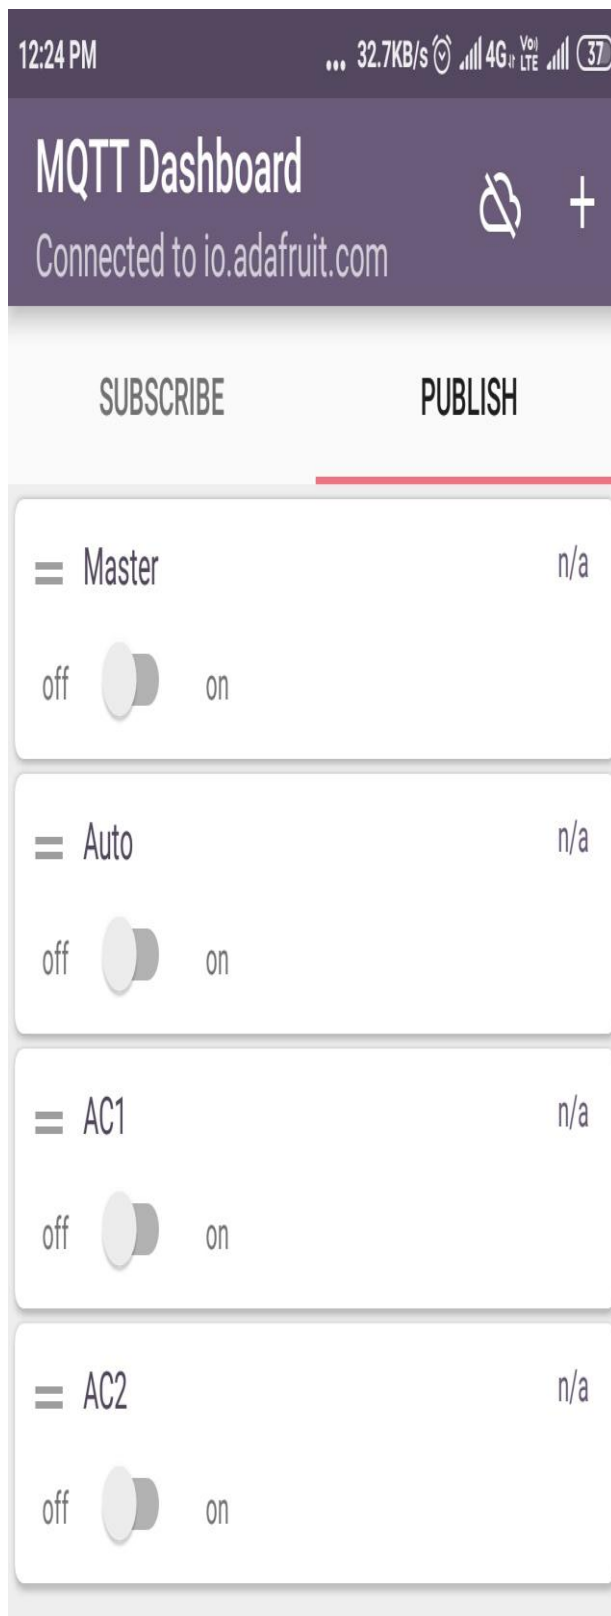 12:24 PM ... 32.7KB/s 4G Vo) LTE 37
MQTT Dashboard
Connected to io.adafruit.com
SUBSCRIBE PUBLISH
Master n/a
off on
Auto n/a
off on
AC1 n/a
off on
AC2 n/a
off on